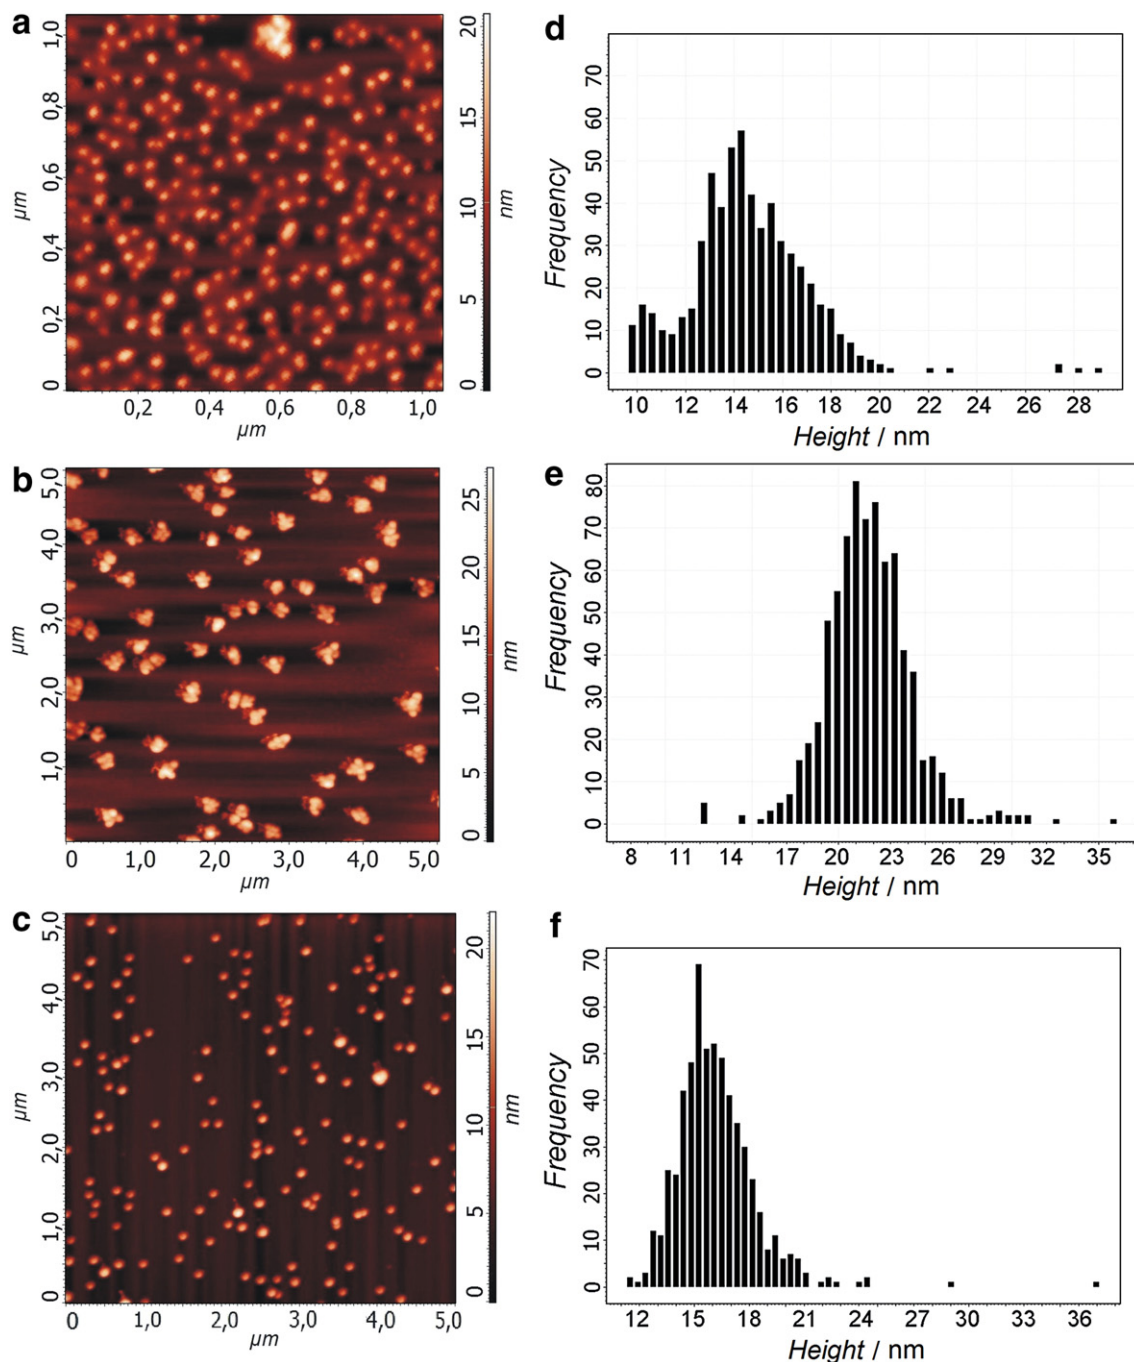 a
1,0
0,8
0,6
0,4
0,2
0
µm
0,2 0,4 0,6 0,8 1,0
µm
20
15
10
5
0
nm
d
70
60
50
40
30
20
10
0
Frequency
10 12 14 16 18 20 22 24 26 28
Height / nm
b
5,0
4,0
3,0
2,0
1,0
µm
0 1,0 2,0 3,0 4,0 5,0
µm
25
20
15
10
5
0
nm
e
80
70
60
50
40
30
20
10
0
Frequency
8 11 14 17 20 23 26 29 32 35
Height / nm
c
5,0
4,0
3,0
2,0
1,0
0
µm
0 1,0 2,0 3,0 4,0 5,0
µm
20
15
10
5
0
nm
f
70
60
50
40
30
20
10
0
Frequency
12 15 18 21 24 27 30 33 36
Height / nm